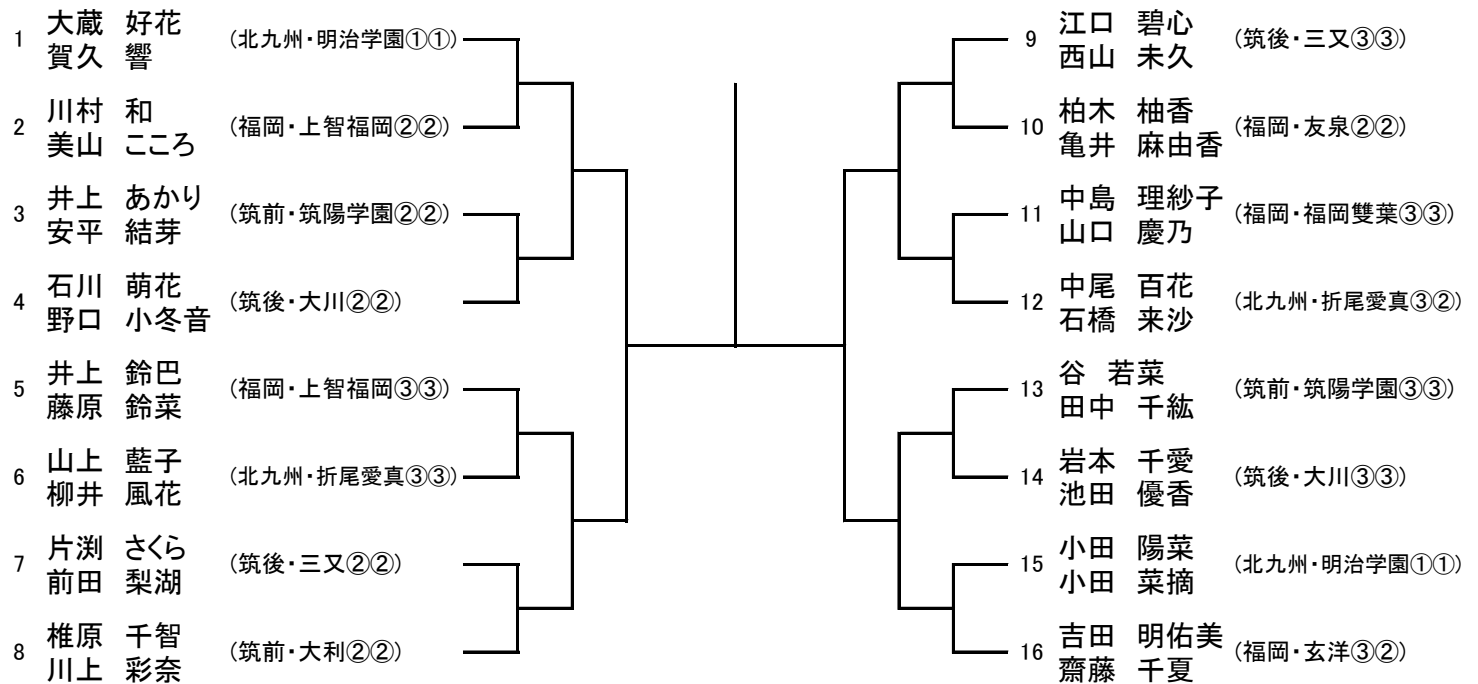 1 大蔵 好花 (北九州・明治学園①①)
賀久 響
2 川村 和 (福岡・上智福岡②②)
美山 こころ
3 井上 あかり (筑前・筑陽学園②②)
安平 結芽
4 石川 萌花 (筑後・大川②②)
野口 小冬音
5 井上 鈴巴 (福岡・上智福岡③③)
藤原 鈴菜
6 山上 藍子 (北九州・折尾愛真③③)
柳井 風花
7 片渕 さくら (筑後・三又②②)
前田 梨湖
8 椎原 千智 (筑前・大利②②)
川上 彩奈
9 江口 碧心 (筑後・三又③③)
西山 未久
10 柏木 柚香 (福岡・友泉②②)
亀井 麻由香
11 中島 理紗子 (福岡・福岡雙葉③③)
山口 慶乃
12 中尾 百花 (北九州・折尾愛真③②)
石橋 来沙
13 谷 若菜 (筑前・筑陽学園③③)
田中 千紘
14 岩本 千愛 (筑後・大川③③)
池田 優香
15 小田 陽菜 (北九州・明治学園①①)
小田 菜摘
16 吉田 明佑美 (福岡・玄洋③②)
齋藤 千夏